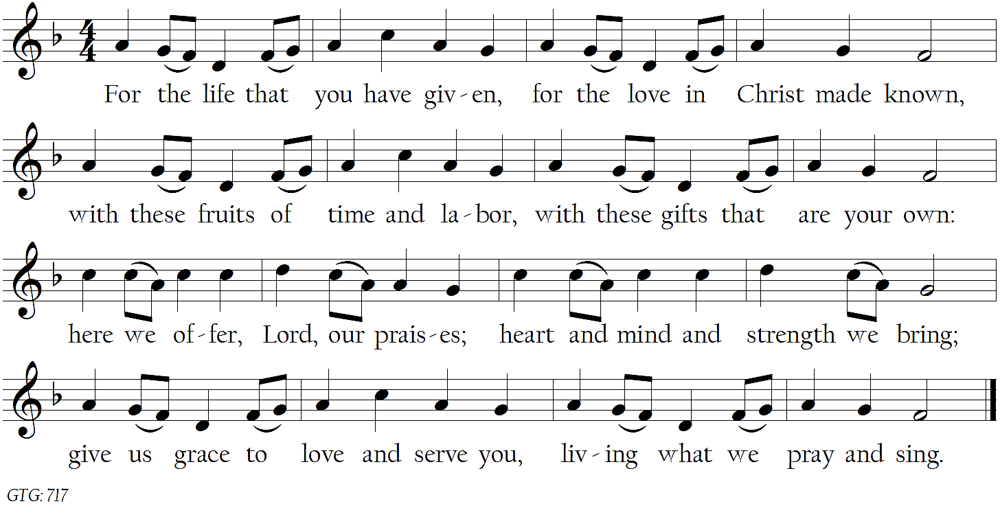 4
4
For the life that you have giv-en, for the love in Christ made known,
with these fruits of time and la-bor, with these gifts that are your own:
here we of-fer, Lord, our prais-es; heart and mind and strength we bring;
give us grace to love and serve you, liv-ing what we pray and sing.
GTG: 717